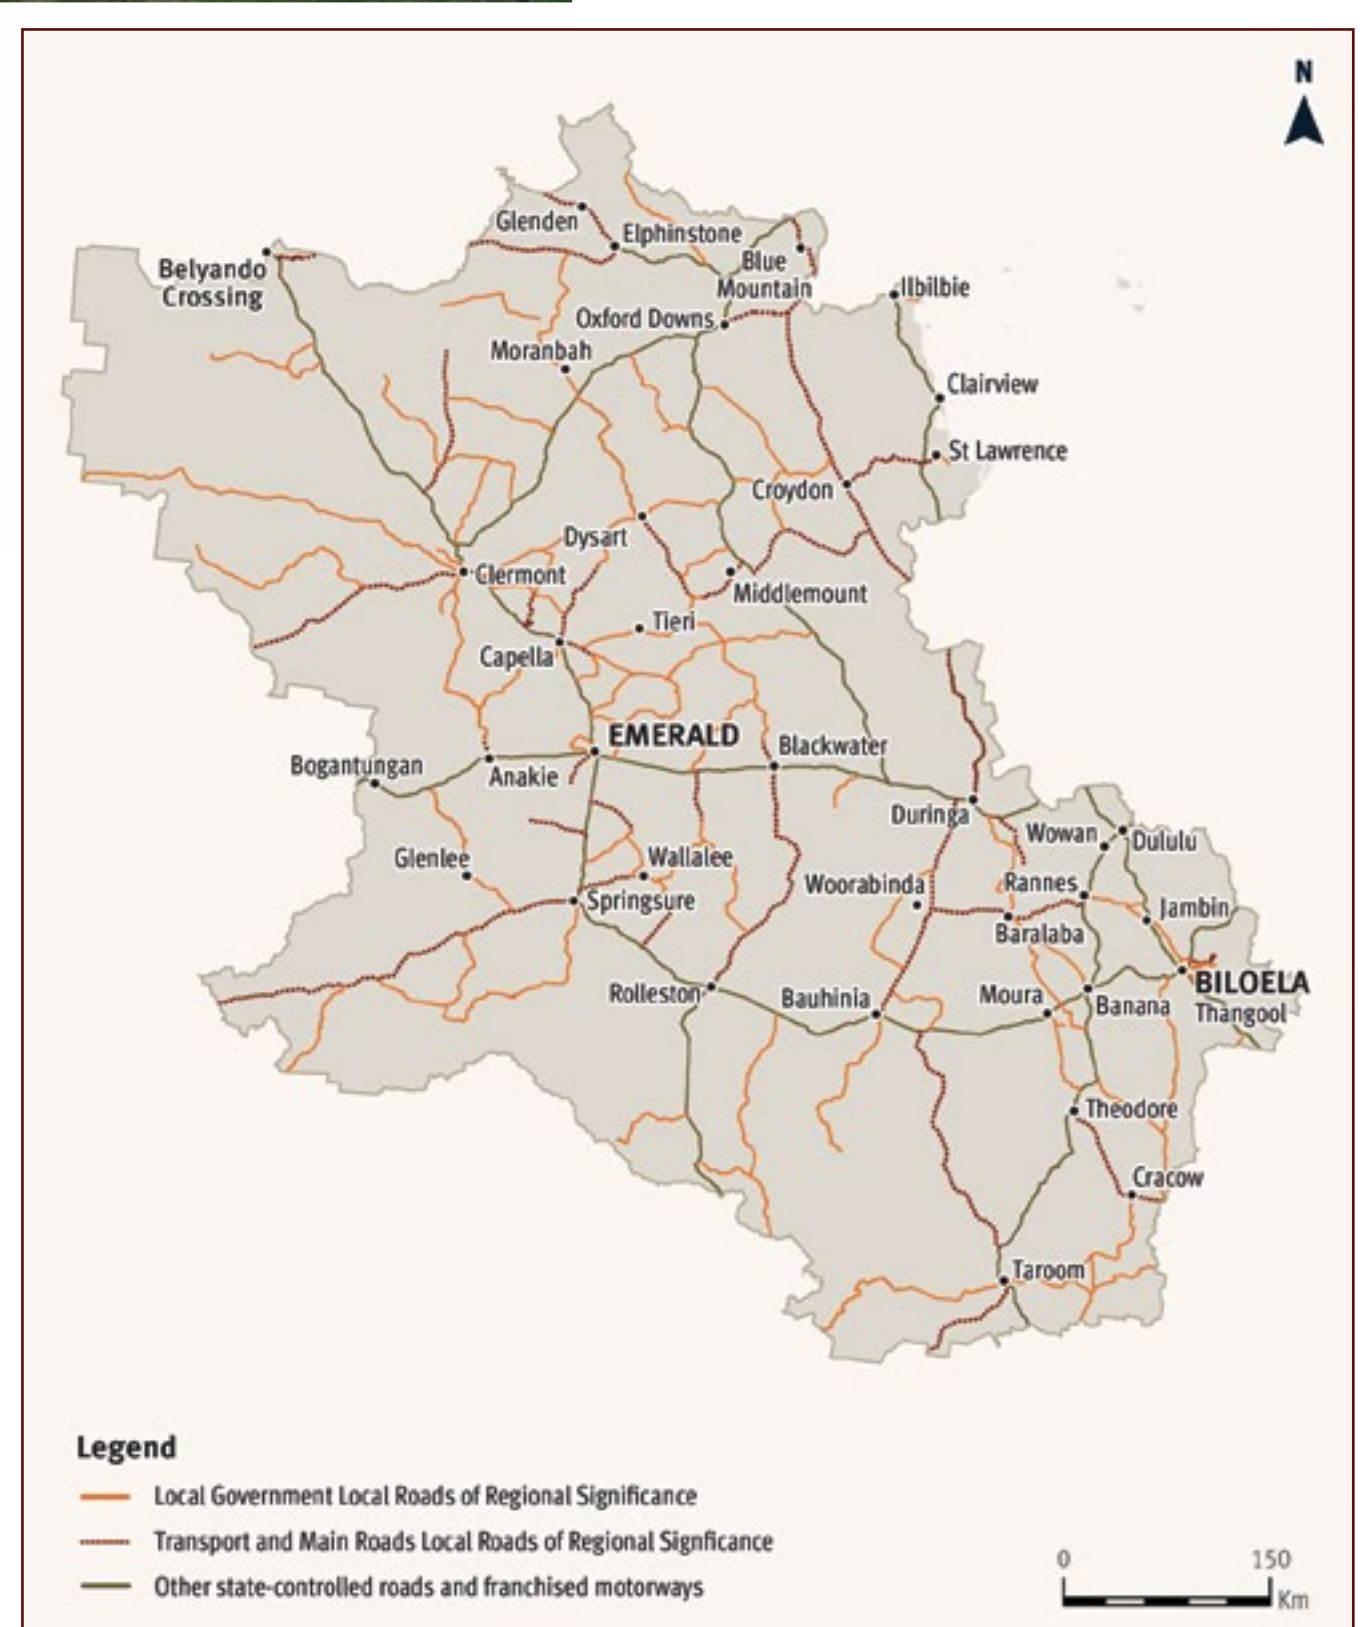 N
Glenden
Elphinstone
Belyando
Crossing
Blue
Mountain
Ilbilbie
Oxford Downs
Moranbah
Clairview
St Lawrence
Croydon
Dysart
Clermont
Middlemount
Tieri
Capella
EMERALD
Blackwater
Bogantungan
Anakie
Duringa
Wowan
Dululu
Glenlee
Wallalee
Woorabinda
Rannes
Springsure
Jambin
Baralaba
BILOELA
Rolleston
Bauhinia
Moura
Banana
Thangool
Theodore
Cracow
Taroom
Legend
Local Government Local Roads of Regional Significance
Transport and Main Roads Local Roads of Regional Signficance
Other state-controlled roads and franchised motorways
0 150
Km